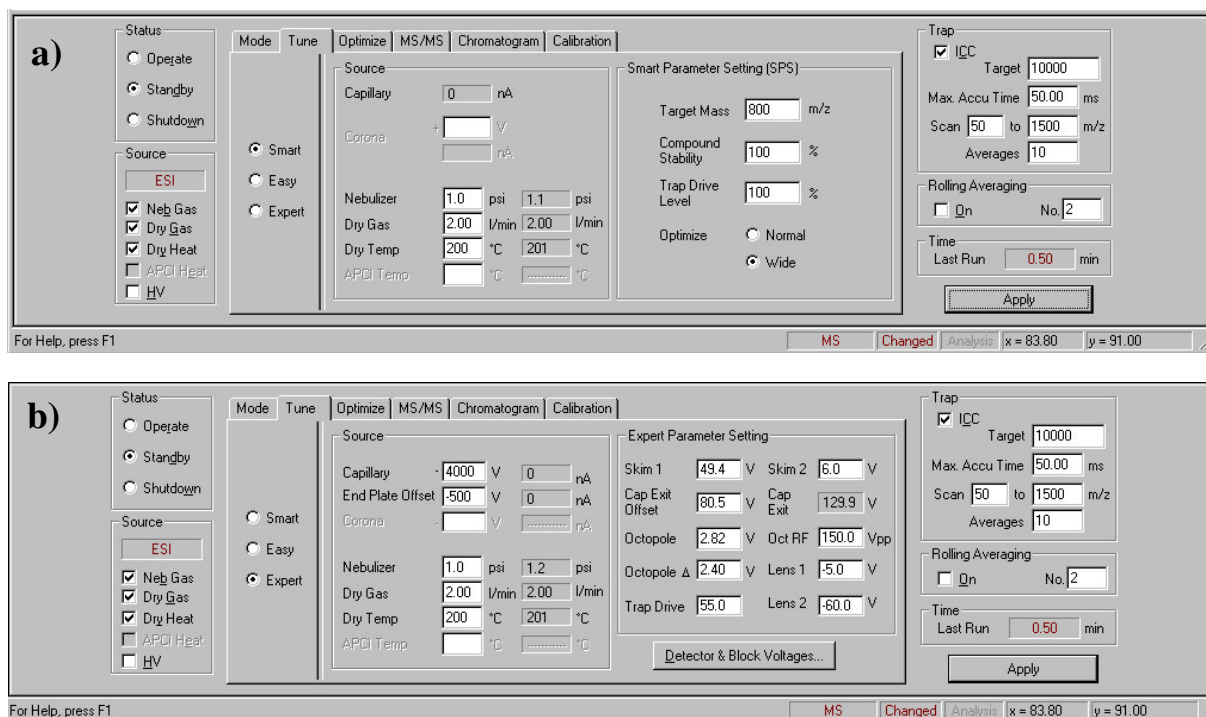 a)
Status
Operate
Standby
Shutdown
Source
ESI
Neb Gas
Dry Gas
Dry Heat
APCI Heat
HV
Mode Tune Optimize MS/MS Chromatogram Calibration
Smart
Easy
Expert
Source
Capillary 0 nA
Corona + V
nA
Nebulizer 1.0 psi 1.1 psi
Dry Gas 2.00 l/min 2.00 l/min
Dry Temp 200 °C 201 °C
APCI Temp °C ----------- °C
Smart Parameter Setting (SPS)
Target Mass 800 m/z
Compound
Stability 100 %
Trap Drive
Level 100 %
Optimize Normal
Wide
Trap
ICC
Target 10000
Max. Accu Time 50.00 ms
Scan 50 to 1500 m/z
Averages 10
Rolling Averaging
On No. 2
Time
Last Run 0.50 min
Apply
For Help, press F1 MS Changed Analysis x = 83.80 y = 91.00
b)
Status
Operate
Standby
Shutdown
Source
ESI
Neb Gas
Dry Gas
Dry Heat
APCI Heat
HV
Mode Tune Optimize MS/MS Chromatogram Calibration
Smart
Easy
Expert
Source
Capillary - 4000 V 0 nA
End Plate Offset -500 V 0 nA
Corona - V ----------- nA
Nebulizer 1.0 psi 1.2 psi
Dry Gas 2.00 l/min 2.00 l/min
Dry Temp 200 °C 201 °C
APCI Temp °C ----------- °C
Expert Parameter Setting
Skim 1 49.4 V Skim 2 6.0 V
Cap Exit
Offset 80.5 V Cap
Exit 129.9 V
Octopole 2.82 V Oct RF 150.0 Vpp
Octopole Δ 2.40 V Lens 1 -5.0 V
Trap Drive 55.0 Lens 2 -60.0 V
Detector & Block Voltages...
Trap
ICC
Target 10000
Max. Accu Time 50.00 ms
Scan 50 to 1500 m/z
Averages 10
Rolling Averaging
On No. 2
Time
Last Run 0.50 min
Apply
For Help, press F1 MS Changed Analysis x = 83.80 y = 91.00